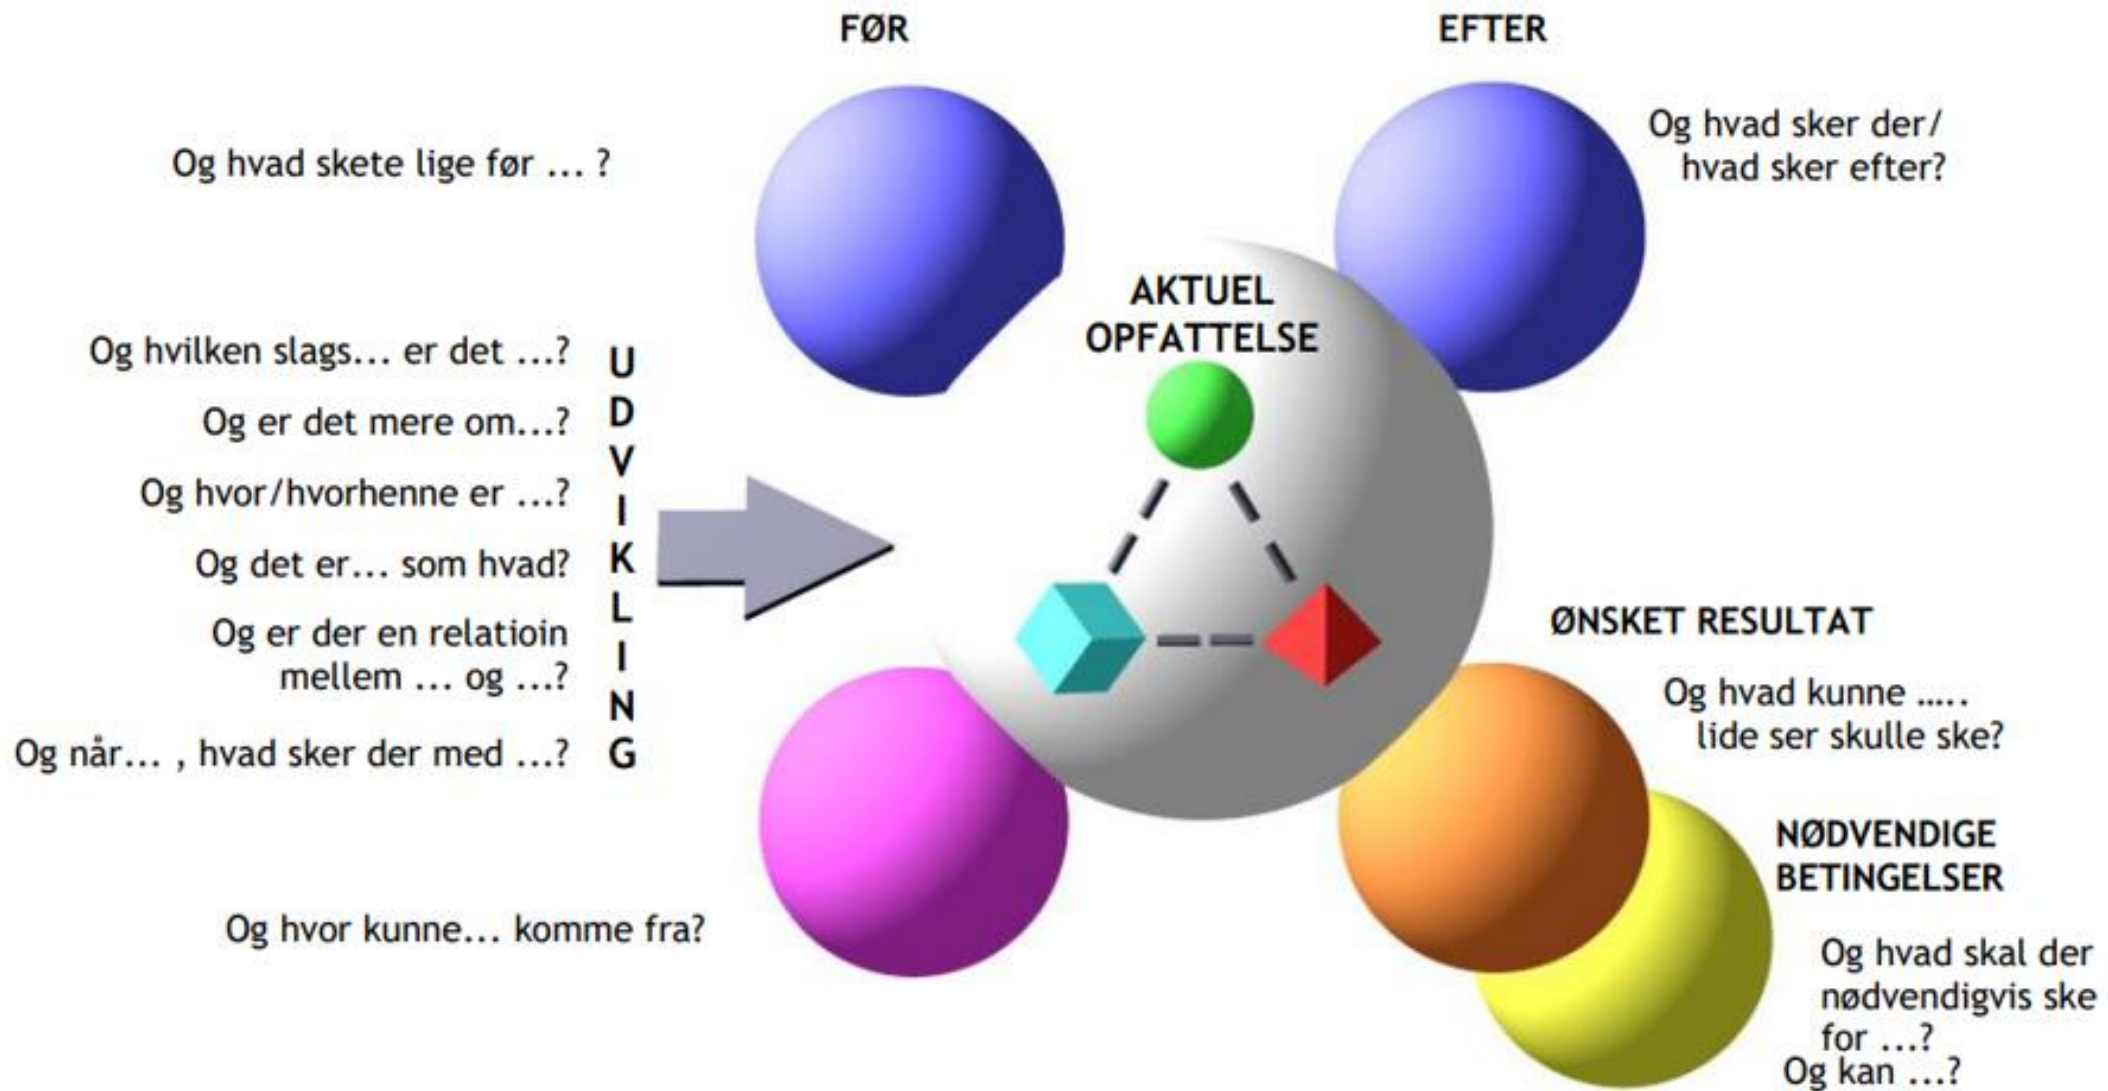 FØR
EFTER
Og hvad skete lige før ... ?
Og hvad sker der/
hvad sker efter?
AKTUEL
OPFATTELSE
Og hvilken slags... er det ...?
Og er det mere om...?
Og hvor/hvorhenne er ...?
Og det er... som hvad?
Og er der en relatioin
mellem ... og ...?
Og når... , hvad sker der med ...?
U
D
V
I
K
L
I
N
G
ØNSKET RESULTAT
Og hvad kunne .....
lide ser skulle ske?
NØDVENDIGE
BETINGELSER
Og hvor kunne... komme fra?
Og hvad skal der
nødvendigvis ske
for ...?
Og kan ...?